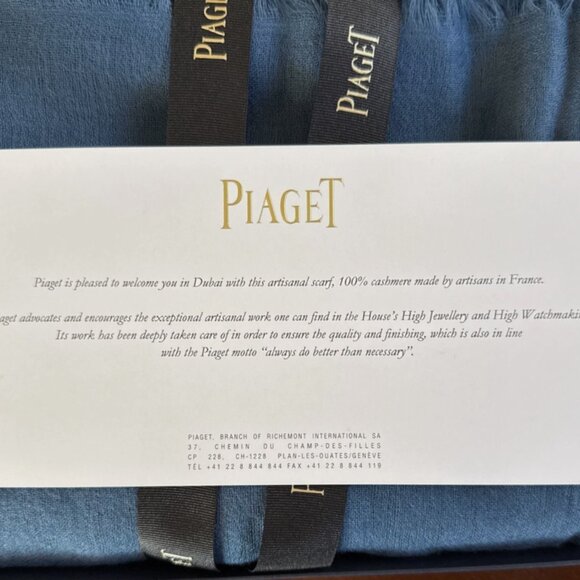 PIAGET
PIAGET
Piaget is pleased to welcome you in Dubai with this artisanal scarf, 100% cashmere made by artisans in France.
advocates and encourages the exceptional artisanal work one can find in the House's High Jewellery and High
Its work has been deeply taken care of in order to ensure the quality and finishing, which is also in line
with the Piaget motto “always do better than necessary”.
PIAGET, BRANCH OF RICHEMONT INTERNATIONAL SA
37, CHEMIN DU CHAMP-DES-FILLES
CP 228, CH-1228 PLAN-LES-OUATES/GENÈVE
TÉL +41 22 8 844 844 FAX +41 22 8 844 119